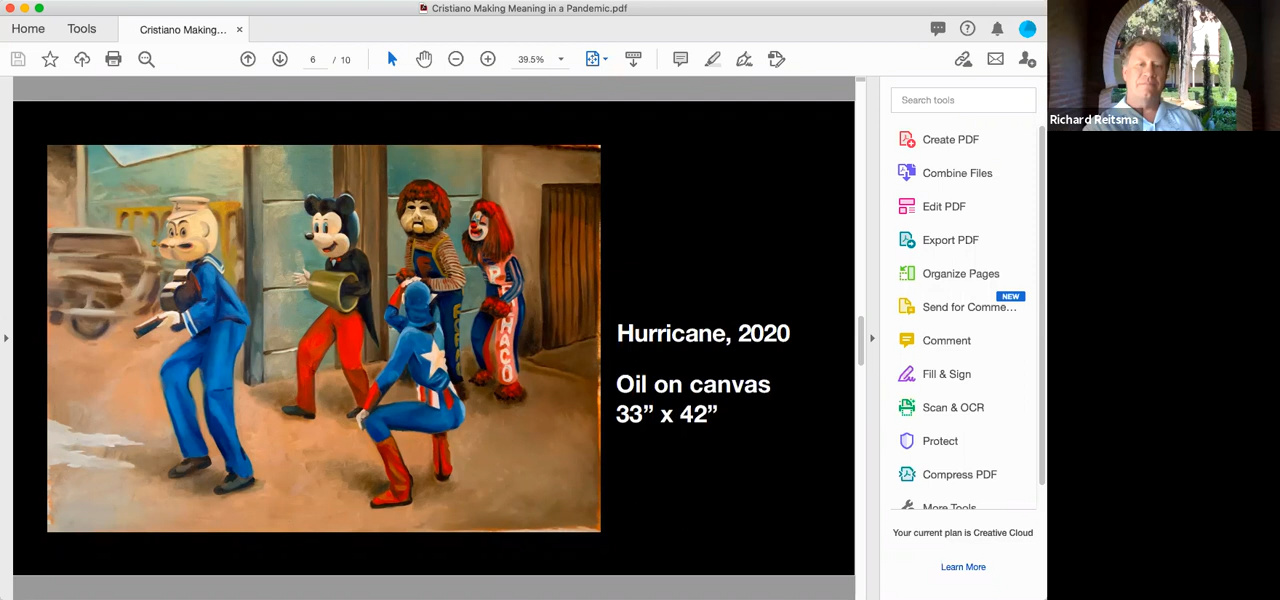 Cristiano Making Meaning in a Pandemic.pdf
Home
Tools
Cristiano Making...
6 / 10
39.5%
Search tools
Create PDF
Combine Files
Edit PDF
Export PDF
Organize Pages
NEW
Send for Comme...
Comment
Fill & Sign
Scan & OCR
Protect
Compress PDF
More Tools
Your current plan is Creative Cloud
Learn More
Hurricane, 2020
Oil on canvas
33” x 42”
Richard Reitsma